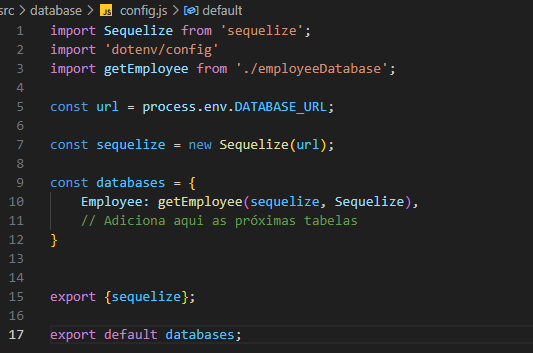 src > database > JS config.js > default
1 import Sequelize from 'sequelize';
2 import 'dotenv/config'
3 import getEmployee from './employeeDatabase';
4
5 const url = process.env.DATABASE_URL;
6
7 const sequelize = new Sequelize(url);
8
9 const databases = {
10 Employee: getEmployee(sequelize, Sequelize),
11 // Adiciona aqui as próximas tabelas
12 }
13
14
15 export {sequelize};
16
17 export default databases;